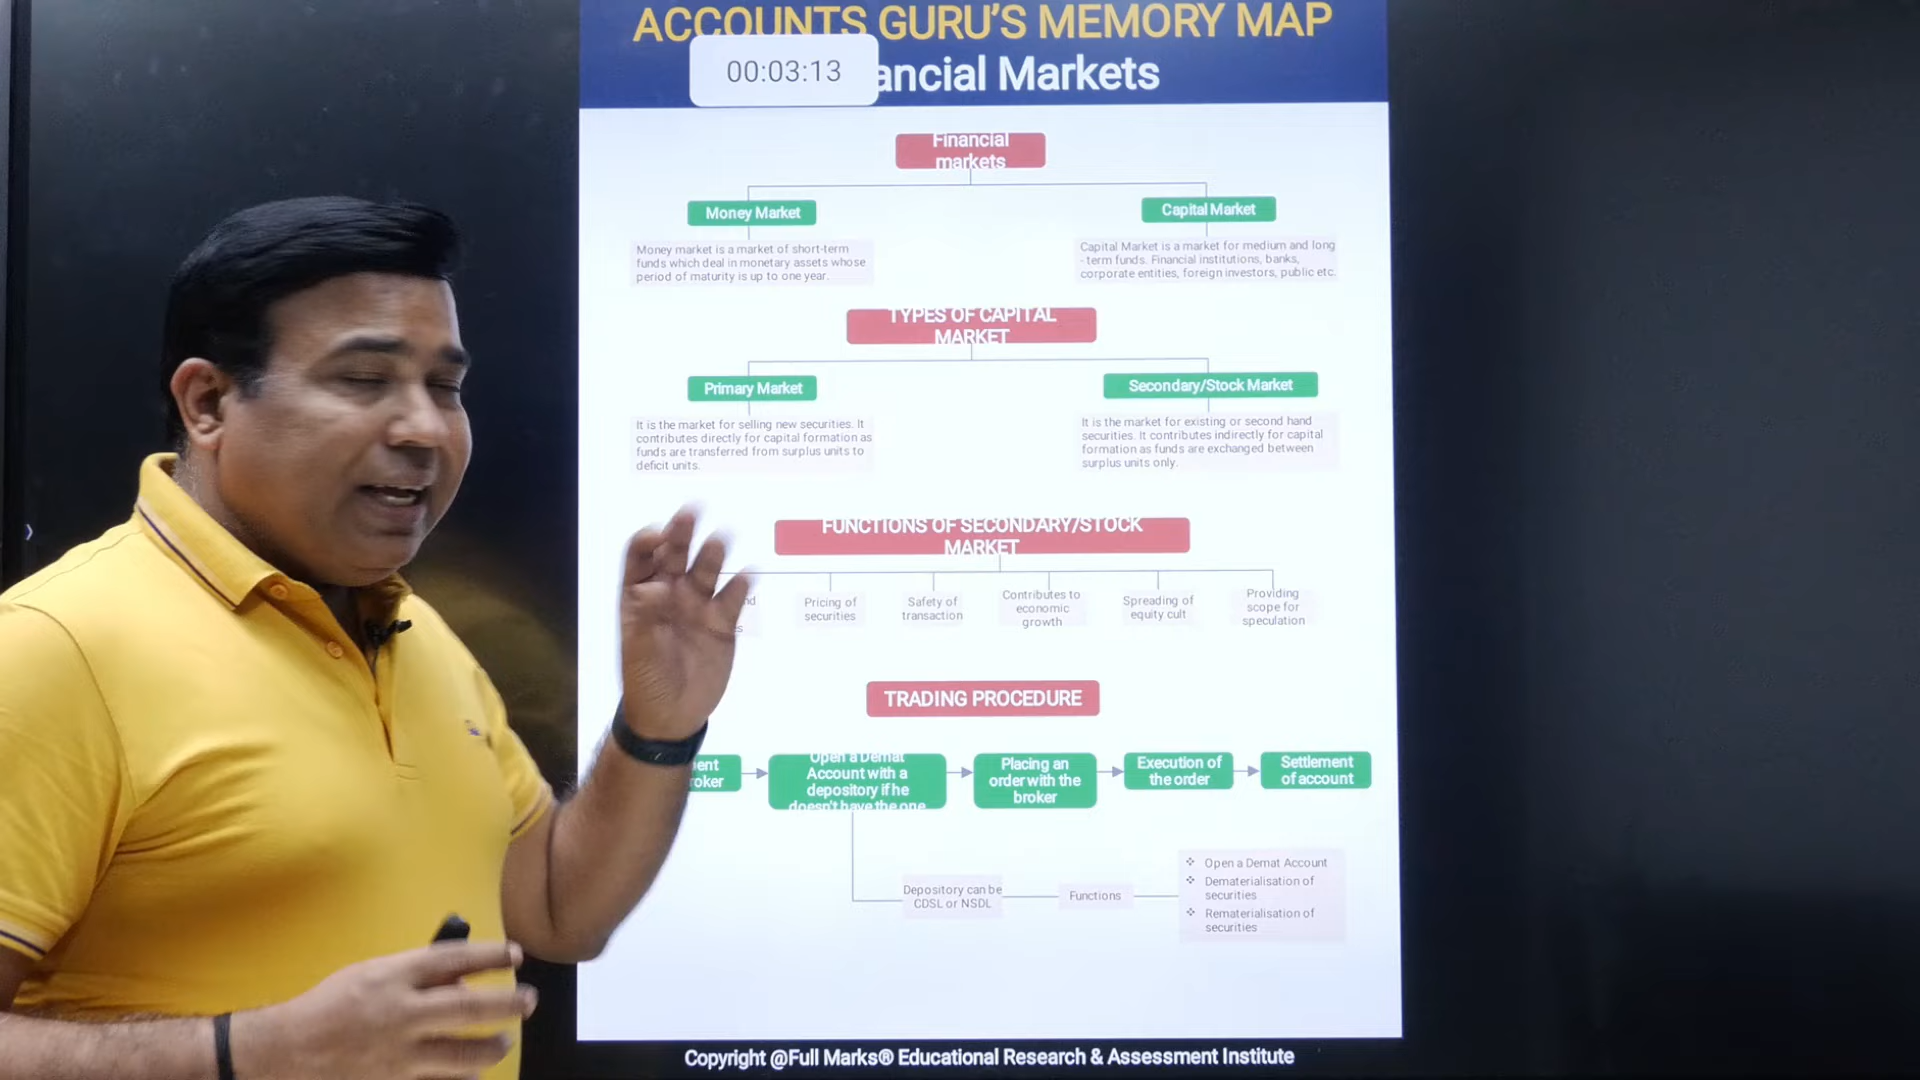 ACCOUNTS GURU'S MEMORY MAP
00:03:13
ancial Markets
Financial
markets
Money Market
Capital Market
Money market is a market of short-term
funds which deal in monetary assets whose
period of maturity is up to one year.
Capital Market is a market for medium and long
- term funds. Financial institutions, banks,
corporate entities, foreign investors, public etc.
TYPES OF CAPITAL
MARKET
Primary Market
Secondary/Stock Market
It is the market for selling new securities. It
contributes directly for capital formation as
funds are transferred from surplus units to
deficit units.
It is the market for existing or second hand
securities. It contributes indirectly for capital
formation as funds are exchanged between
surplus units only.
FUNCTIONS OF SECONDARY/STOCK
MARKET
Pricing of
securities
Safety of
transaction
Contributes to
economic
growth
Spreading of
equity cult
Providing
scope for
speculation
TRADING PROCEDURE
Open a Demat
Account with a
depository if he
doesn't have the one
Placing an
order with the
broker
Execution of
the order
Settlement
of account
Depository can be
CDSL or NSDL
Functions
Open a Demat Account
Dematerialisation of
securities
Rematerialisation of
securities
Copyright @Full Marks® Educational Research & Assessment Institute